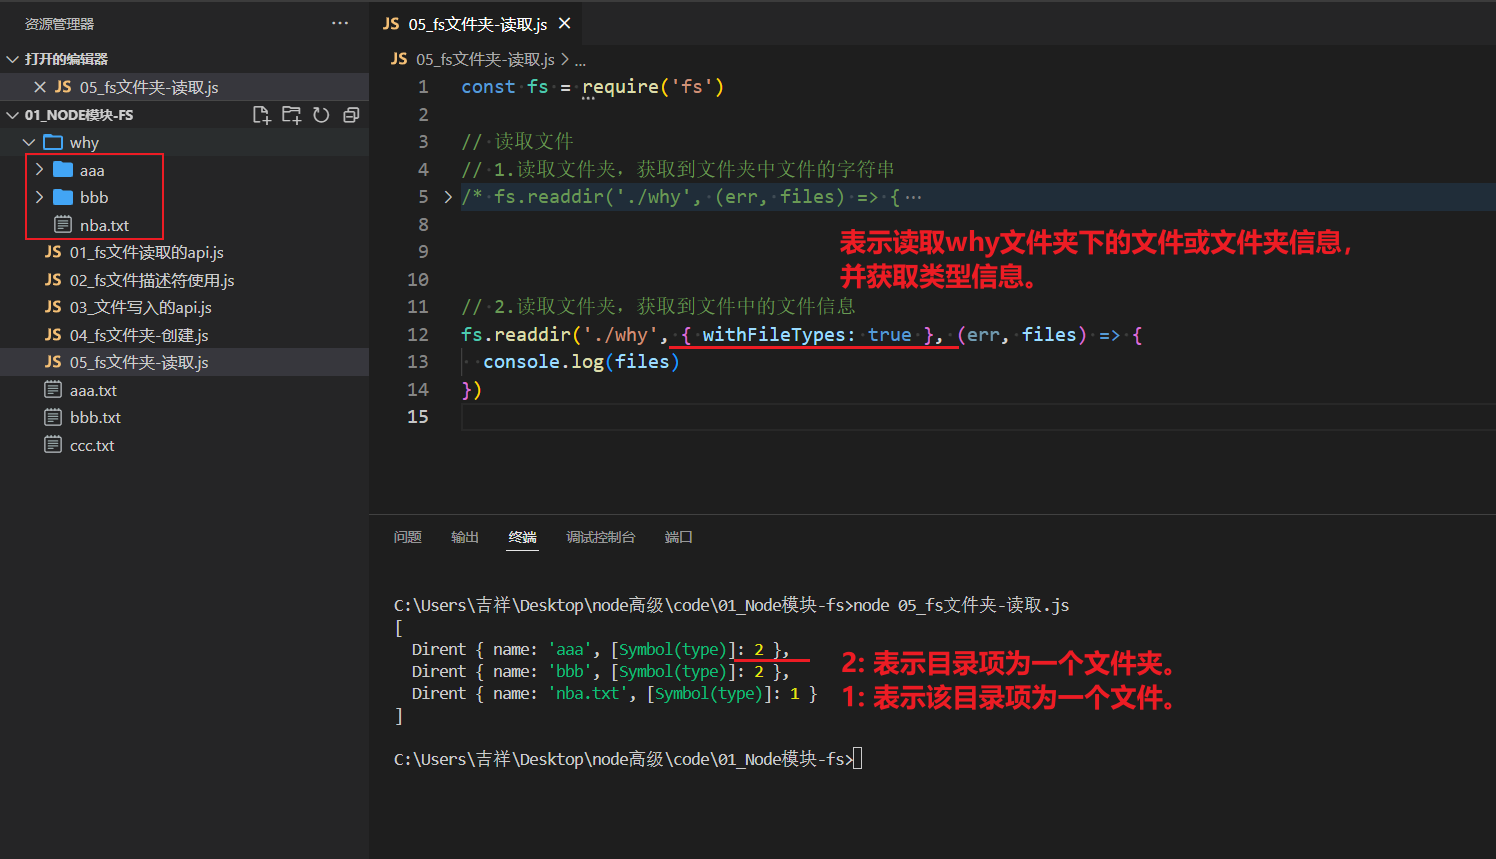 资源管理器 ···
打开的编辑器
JS 05_fs文件夹-读取.js
01_NODE模块-FS
why
aaa
bbb
nba.txt
JS 01_fs文件读取的api.js
JS 02_fs文件描述符使用.js
JS 03_文件写入的api.js
JS 04_fs文件夹-创建.js
JS 05_fs文件夹-读取.js
aaa.txt
bbb.txt
ccc.txt
JS 05_fs文件夹-读取.js
JS 05_fs文件夹-读取.js > ...
1 const fs = require('fs')
2
3 // 读取文件
4 // 1.读取文件夹，获取到文件夹中文件的字符串
5 /* fs.readdir('./why', (err, files) => { ···
8
9
10
表示读取why文件夹下的文件或文件夹信息，
并获取类型信息。
11 // 2.读取文件夹，获取到文件中的文件信息
12 fs.readdir('./why', { withFileTypes: true }, (err, files) => {
13 console.log(files)
14 })
15
问题 输出 终端 调试控制台 端口
C:\Users\吉祥\Desktop\node高级\code\01_Node模块-fs>node 05_fs文件夹-读取.js
[
Dirent { name: 'aaa', [Symbol(type)]: 2 },
Dirent { name: 'bbb', [Symbol(type)]: 2 },
Dirent { name: 'nba.txt', [Symbol(type)]: 1 }
]
2: 表示目录项为一个文件夹。
1: 表示该目录项为一个文件。
C:\Users\吉祥\Desktop\node高级\code\01_Node模块-fs>